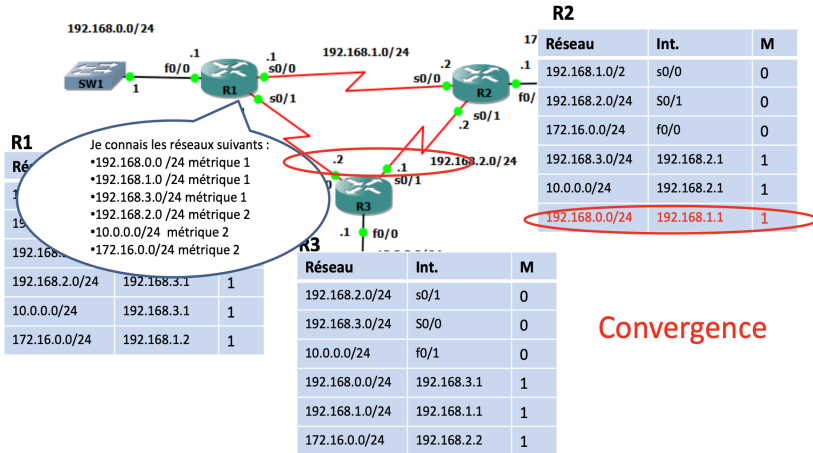 R2
192.168.0.0/24
17
Réseau Int. M
192.168.1.0/2 s0/0 0
192.168.2.0/24 S0/1 0
172.16.0.0/24 f0/0 0
192.168.3.0/24 192.168.2.1 1
10.0.0.0/24 192.168.2.1 1
192.168.0.0/24 192.168.1.1 1
192.168.1.0/24
.1
f0/0
.1
s0/0
SW1
1
R1
s0/1
.2
s0/0
R2
.1
f0/
s0/1
.2
192.168.2.0/24
.2
.1
s0/1
R3
.1 f0/0
Je connais les réseaux suivants :
•192.168.0.0 /24 métrique 1
•192.168.1.0 /24 métrique 1
•192.168.3.0/24 métrique 1
•192.168.2.0 /24 métrique 2
•10.0.0.0/24 métrique 2
•172.16.0.0/24 métrique 2
R1
192.168.2.0/24 192.168.3.1 1
10.0.0.0/24 192.168.3.1 1
172.16.0.0/24 192.168.1.2 1
R3
Réseau Int. M
192.168.2.0/24 s0/1 0
192.168.3.0/24 S0/0 0
10.0.0.0/24 f0/1 0
192.168.0.0/24 192.168.3.1 1
192.168.1.0/24 192.168.1.1 1
172.16.0.0/24 192.168.2.2 1
Convergence